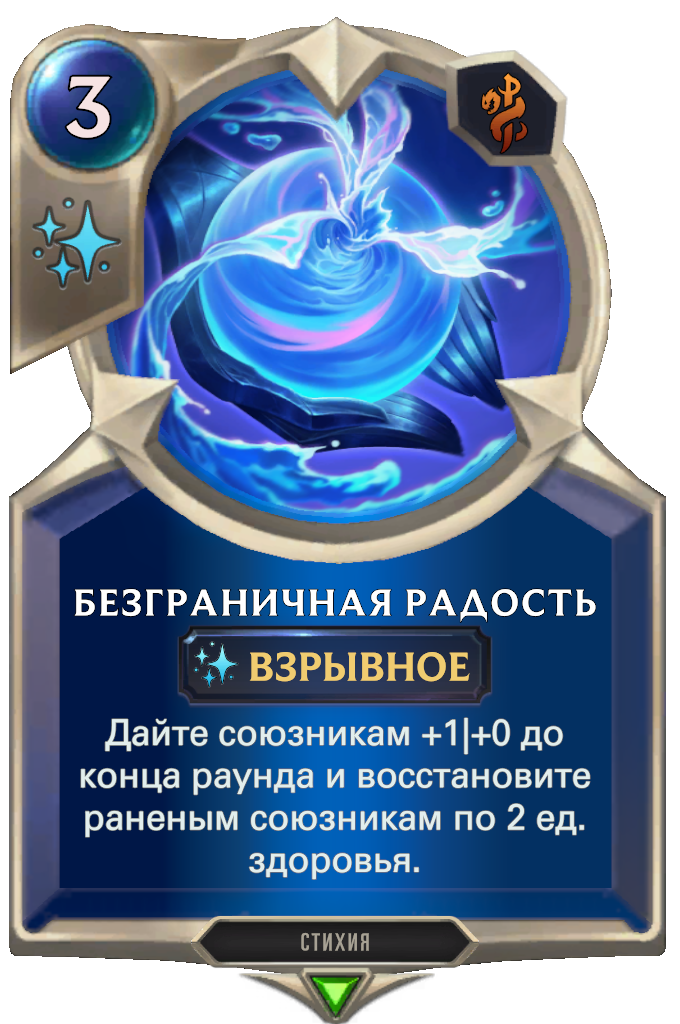 3
БЕЗГРАНИЧНАЯ РАДОСТЬ
ВЗРЫВНОЕ
Дайте союзникам +1|+0 до
конца раунда и восстановите
раненым союзникам по 2 ед.
здоровья.
СТИХИЯ